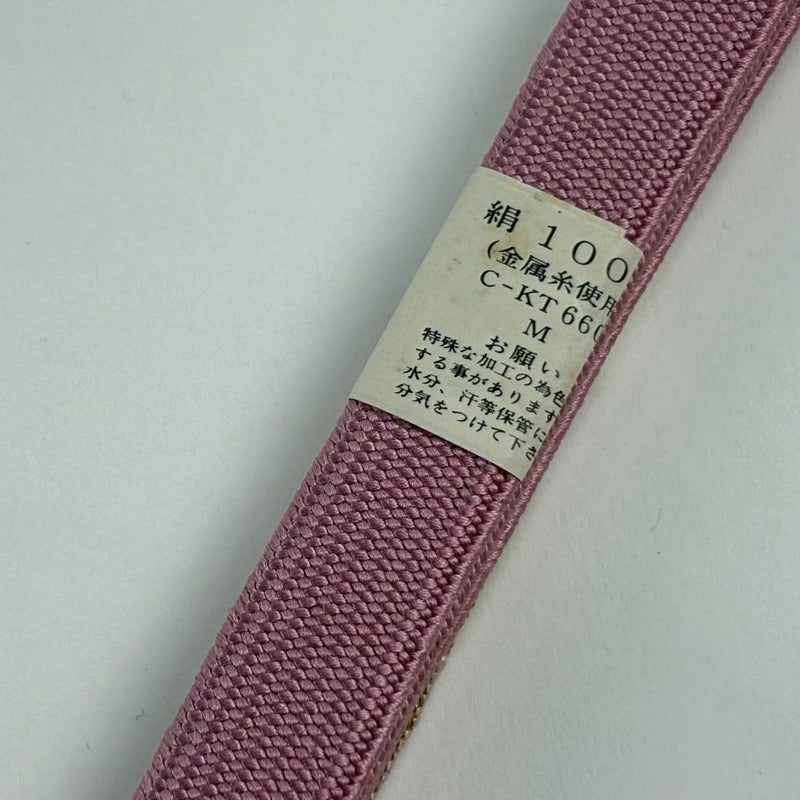 絹 100
(金属糸使用
C-KT660
M
お願い
特殊な加工の為色
する事があります
水分、汗等保管に
分気をつけて下さ